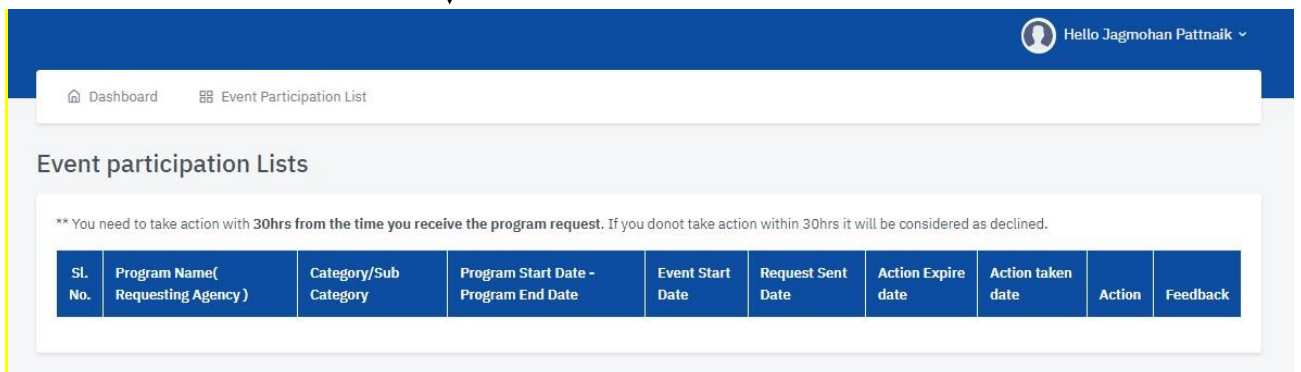 Hello Jagmohan Pattnaik
Dashboard Event Participation List
Event participation Lists
** You need to take action with 30hrs from the time you receive the program request. If you donot take action within 30hrs it will be considered as declined.
Sl. No. Program Name( Requesting Agency ) Category/Sub Category Program Start Date - Program End Date Event Start Date Request Sent Date Action Expire date Action taken date Action Feedback